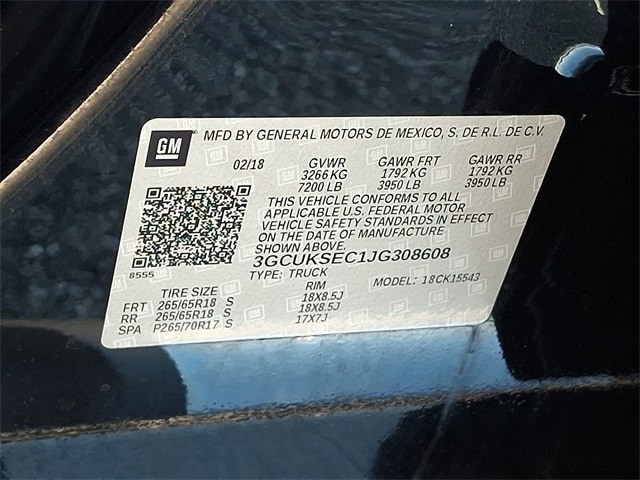 GM MFD BY GENERAL MOTORS DE MEXICO, S. DE R.L. DE C.V.
02/18 GVWR GAWR FRT GAWR RR
3266 KG 1792 KG 1792 KG
7200 LB 3950 LB 3950 LB
THIS VEHICLE CONFORMS TO ALL
APPLICABLE U.S. FEDERAL MOTOR
VEHICLE SAFETY STANDARDS IN EFFECT
ON THE DATE OF MANUFACTURE
SHOWN ABOVE.
8555 3GCUKSEC1JG308608
TYPE: TRUCK MODEL: 18CK15543
TIRE SIZE RIM
FRT 265/65R18 S 18X8.5J
RR 265/65R18 S 18X8.5J
SPA P265/70R17 S 17X7J